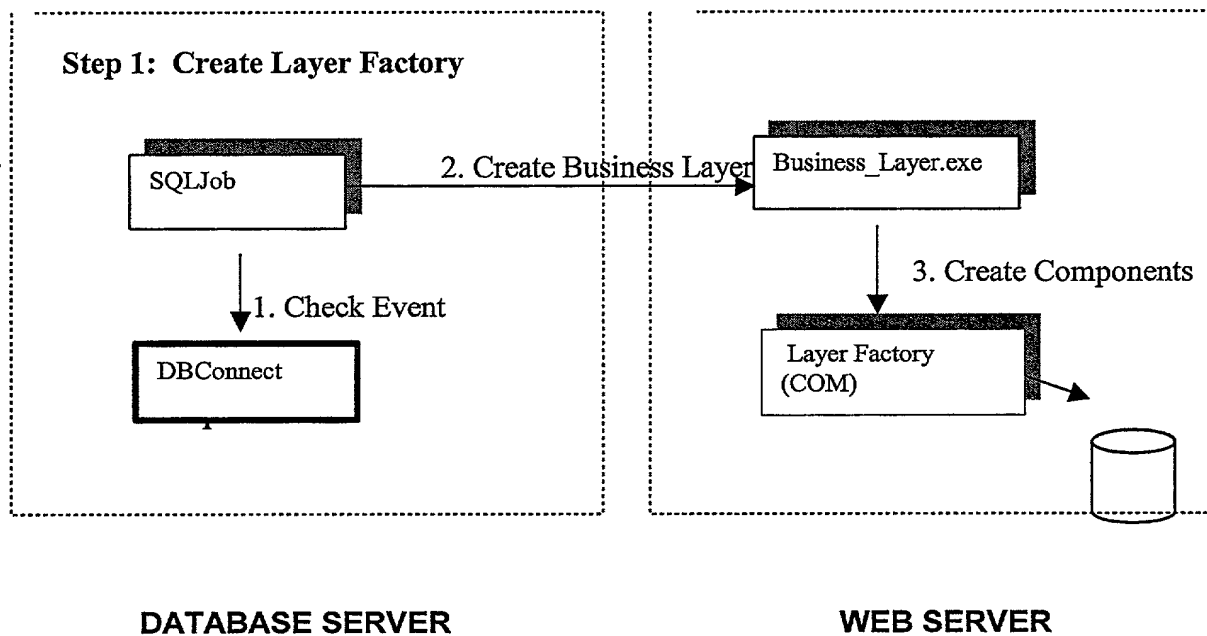 Step 1: Create Layer Factory
SQLJob
2. Create Business Layer
Business_Layer.exe
1. Check Event
3. Create Components
DBConnect
Layer Factory
(COM)
DATABASE SERVER
WEB SERVER